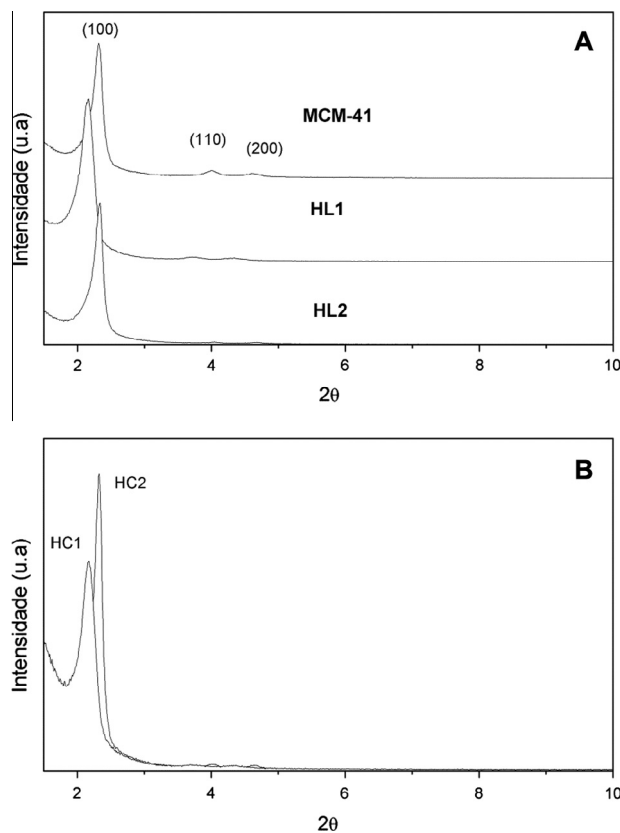 (100)
A
MCM-41
(110)
(200)
HL1
HL2
Intensidade (u.a)
2 4 6 8 10
2θ
B
HC2
HC1
Intensidade (u.a)
2 4 6 8 10
2θ